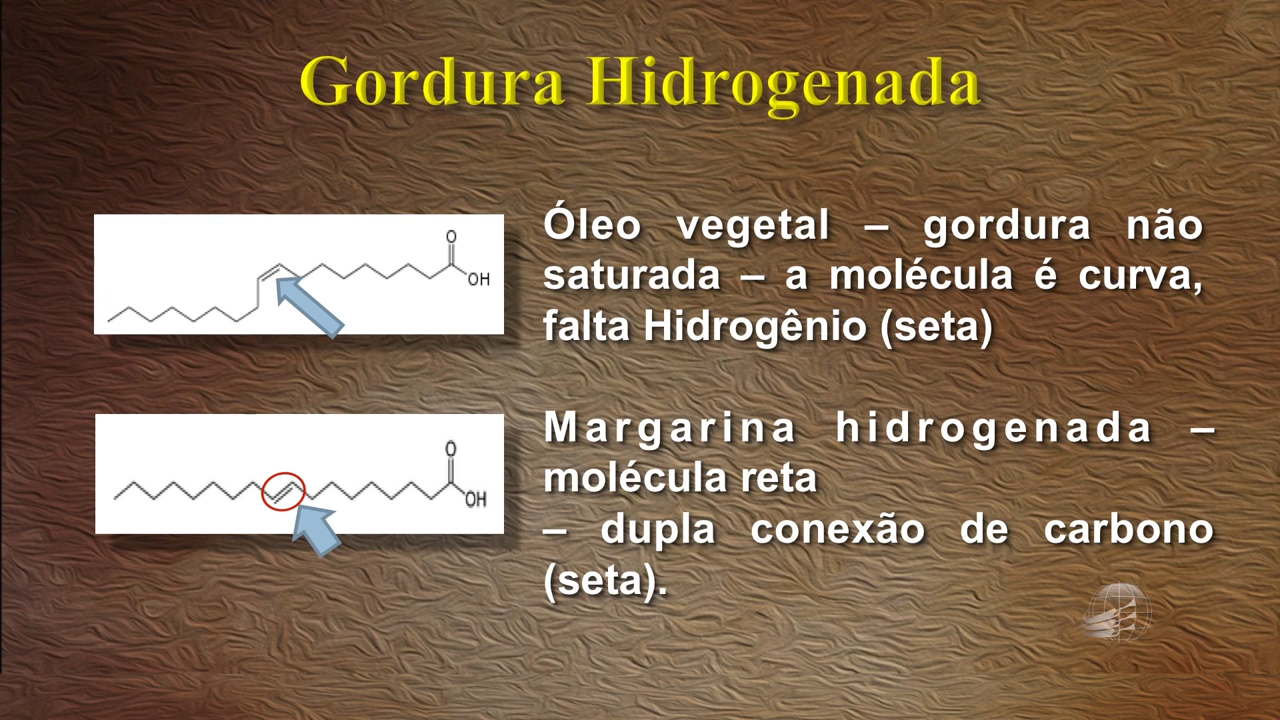 Gordura Hidrogenada
O
OH
Óleo vegetal – gordura não
saturada – a molécula é curva,
falta Hidrogênio (seta)
O
OH
Margarina hidrogenada –
molécula reta
– dupla conexão de carbono
(seta).